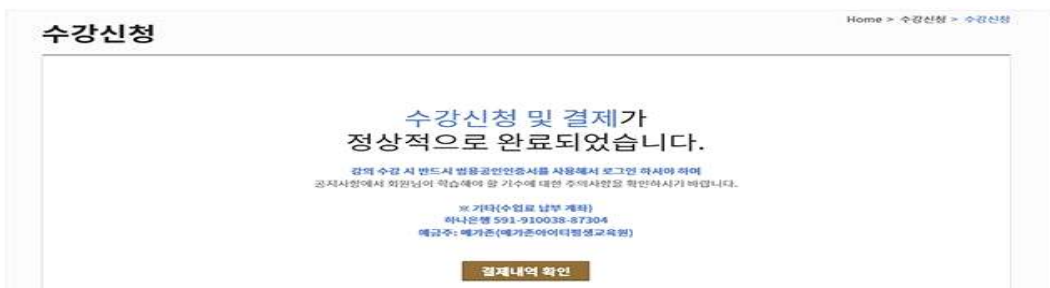 Home > 수강신청 > 수강신청
수강신청
수강신청 및 결제가
정상적으로 완료되었습니다.
강의 수강 시 반드시 범용공인인증서를 사용해서 로그인 하셔야 하며
공지사항에서 회원님이 학습해야 할 기수에 대한 주의사항을 확인하시기 바랍니다.
※ 기타(수업료 납부 계좌)
하나은행 591-910038-87304
예금주: 메가존(메가존아이티평생교육원)
결제내역 확인